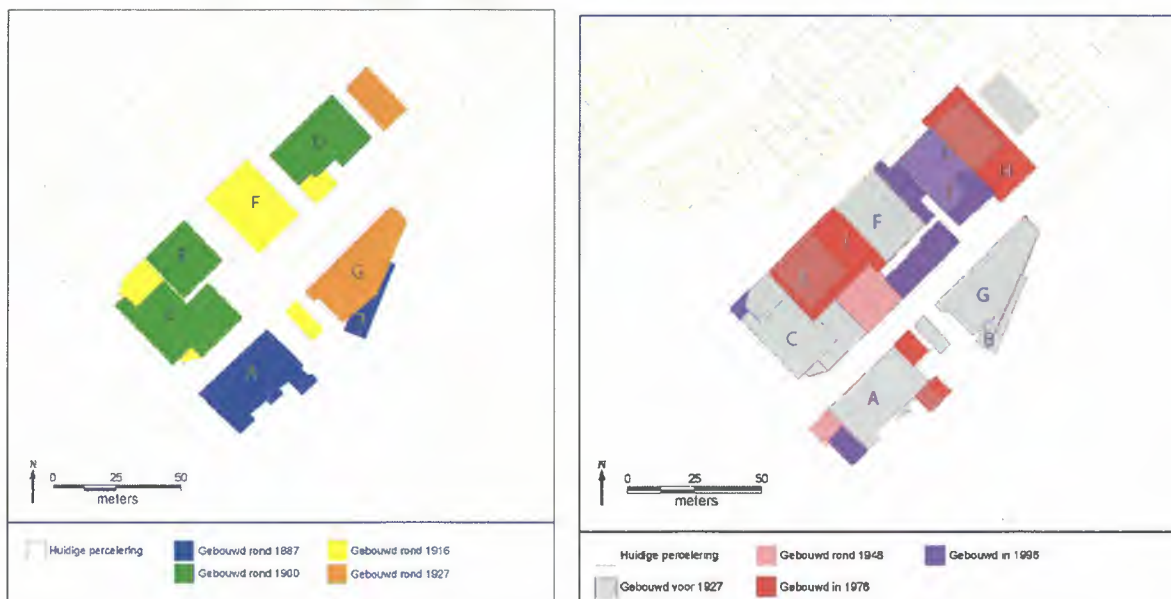 D
F
E
C
G
A
N
0 25 50
meters
Huidige percelering
Gebouwd rond 1887
Gebouwd rond 1916
Gebouwd rond 1900
Gebouwd rond 1927
H
F
G
C
B
A
N
0 25 50
meters
Huidige percelering
Gebouwd rond 1948
Gebouwd in 1996
Gebouwd voor 1927
Gebouwd in 1976